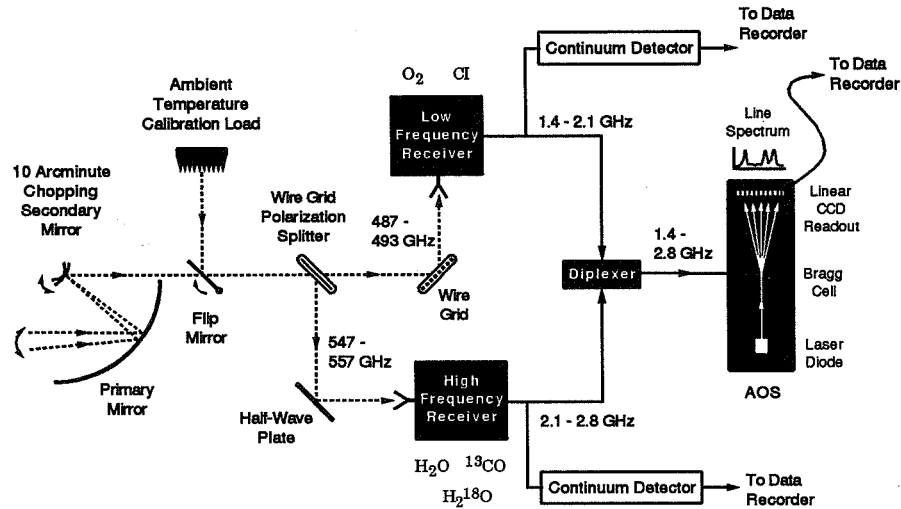 To Data
Recorder
Continuum Detector
To Data
Recorder
O₂ CI
Ambient
Temperature
Calibration Load
Low
Frequency
Receiver
1.4 - 2.1 GHz
Line
Spectrum
10 Arcminute
Chopping
Secondary
Mirror
Wire Grid
Polarization
Splitter
487 -
493 GHz
Linear
CCD
Readout
1.4 -
2.8 GHz
Diplexer
Bragg
Cell
Wire
Grid
Flip
Mirror
547 -
557 GHz
Laser
Diode
Primary
Mirror
High
Frequency
Receiver
AOS
Half-Wave
Plate
2.1 - 2.8 GHz
H₂O ¹³CO
H₂¹⁸O
Continuum Detector
To Data
Recorder